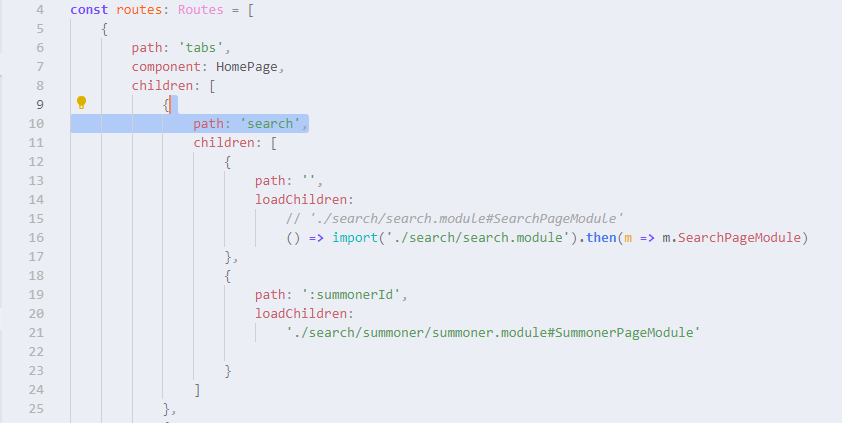 4 const routes: Routes = [
5 {
6 path: 'tabs',
7 component: HomePage,
8 children: [
9 {
10 path: 'search',
11 children: [
12 {
13 path: '',
14 loadChildren:
15 // './search/search.module#SearchPageModule'
16 () => import('./search/search.module').then(m => m.SearchPageModule)
17 },
18 {
19 path: ':summonerId',
20 loadChildren:
21 './search/summoner/summoner.module#SummonerPageModule'
22
23 }
24 ]
25 },